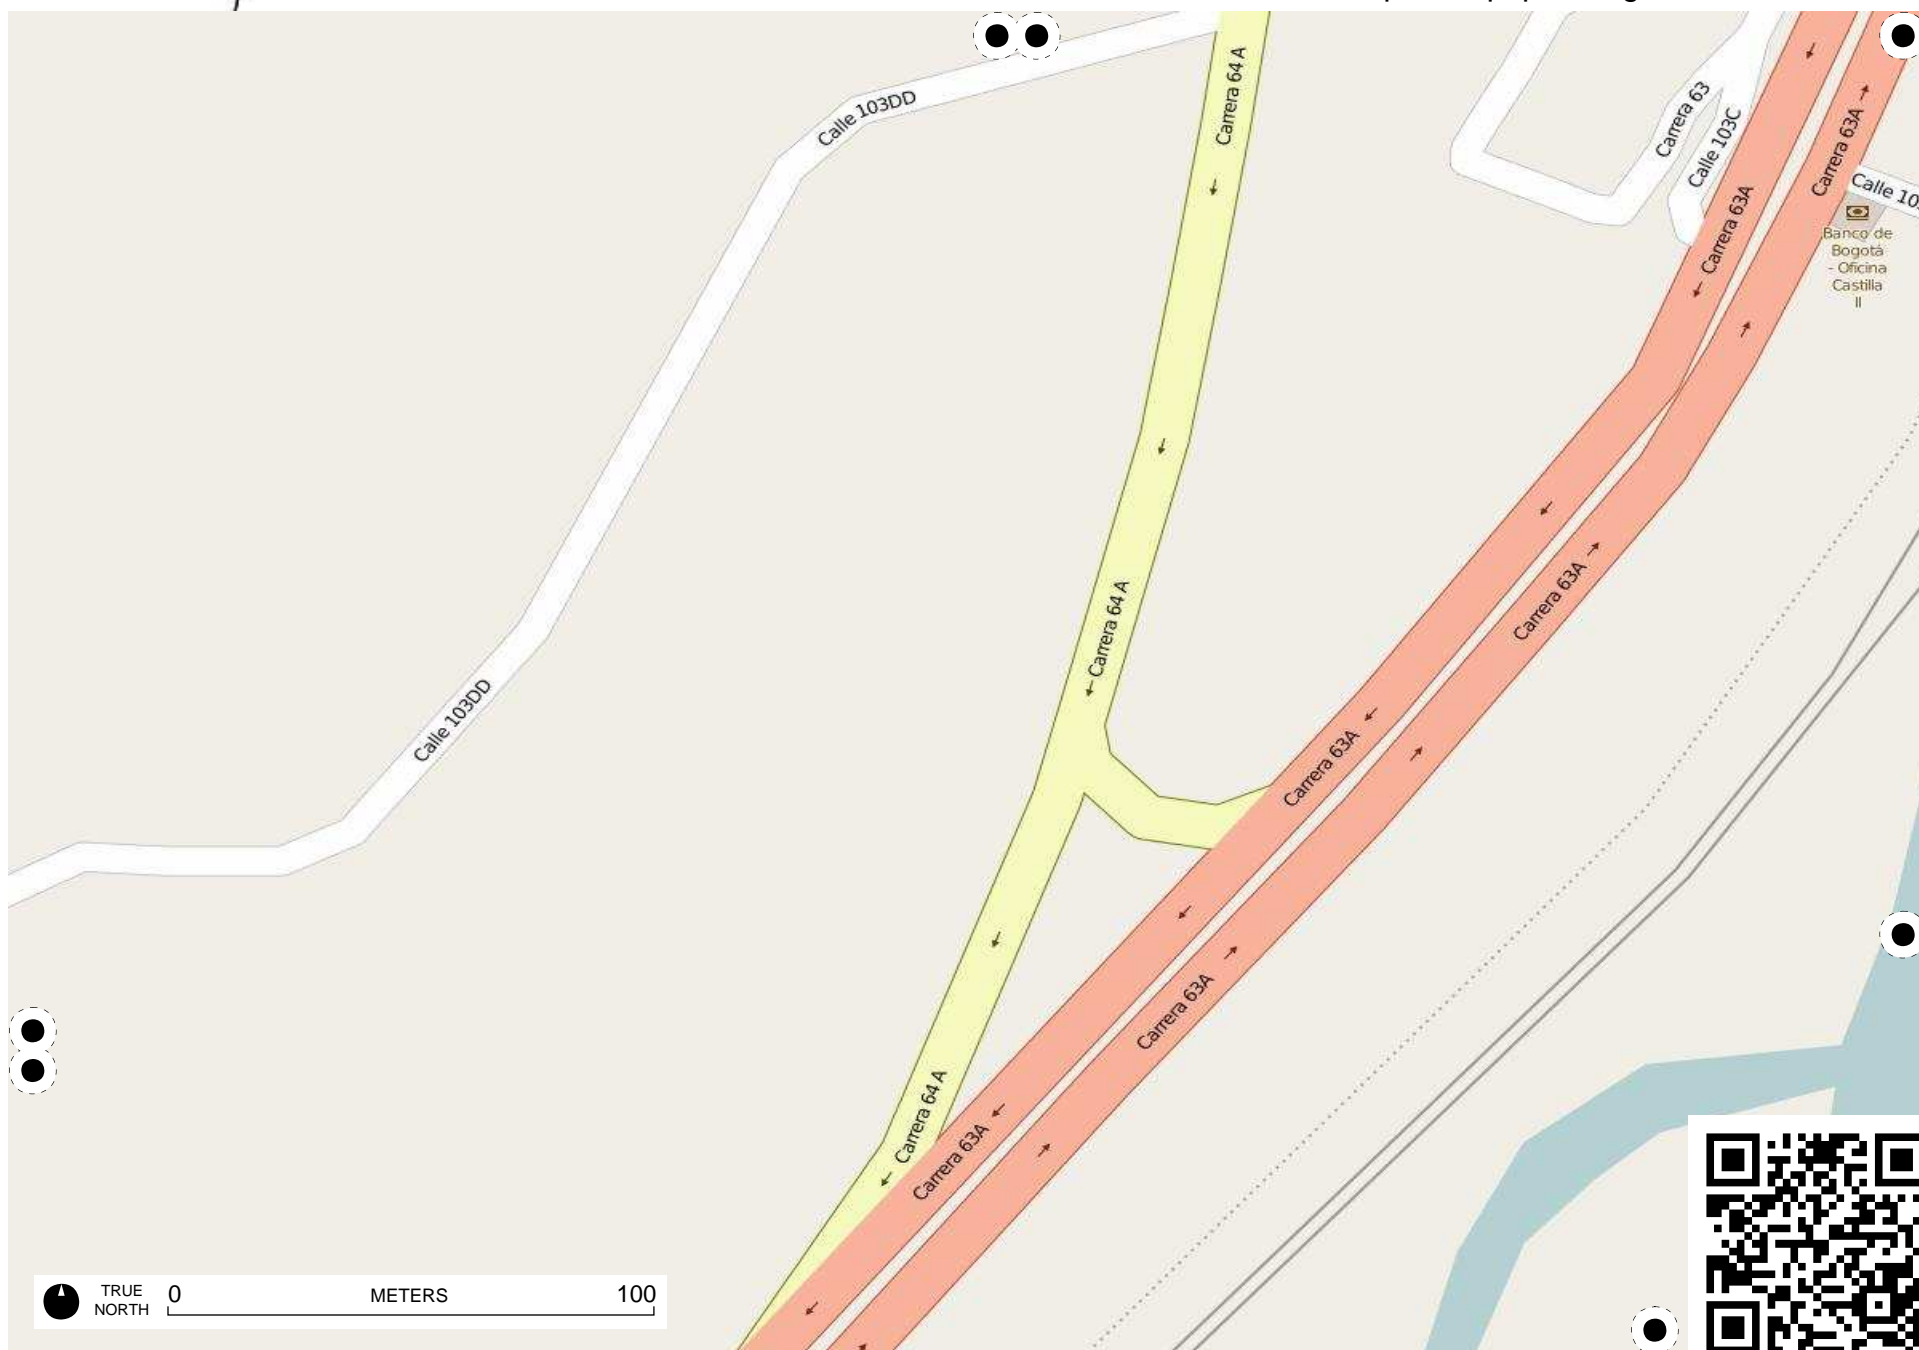 Calle 103DD
Carrera 64 A
Carrera 63
Calle 103C
Carrera 63A
Carrera 63A
Calle 10
Banco de
Bogotá
- Oficina
Castilla
II
Carrera 64 A
Carrera 63A
Calle 103DD
Carrera 63A
Carrera 63A
Carrera 64 A
Carrera 63A
TRUE
NORTH
0 METERS 100